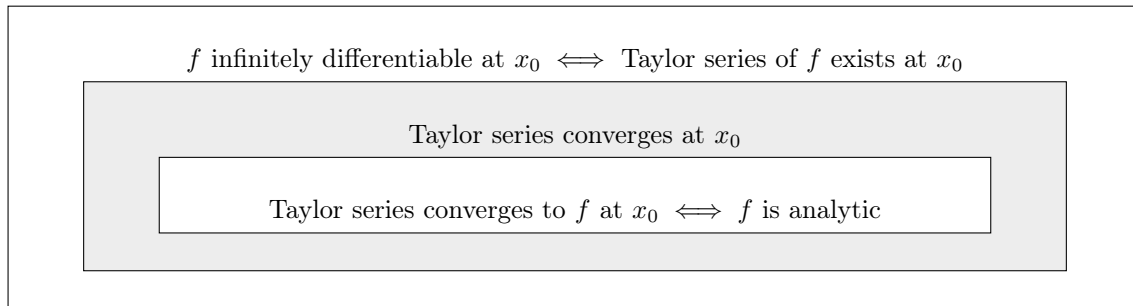 f infinitely differentiable at x₀ ⟺ Taylor series of f exists at x₀
Taylor series converges at x₀
Taylor series converges to f at x₀ ⟺ f is analytic